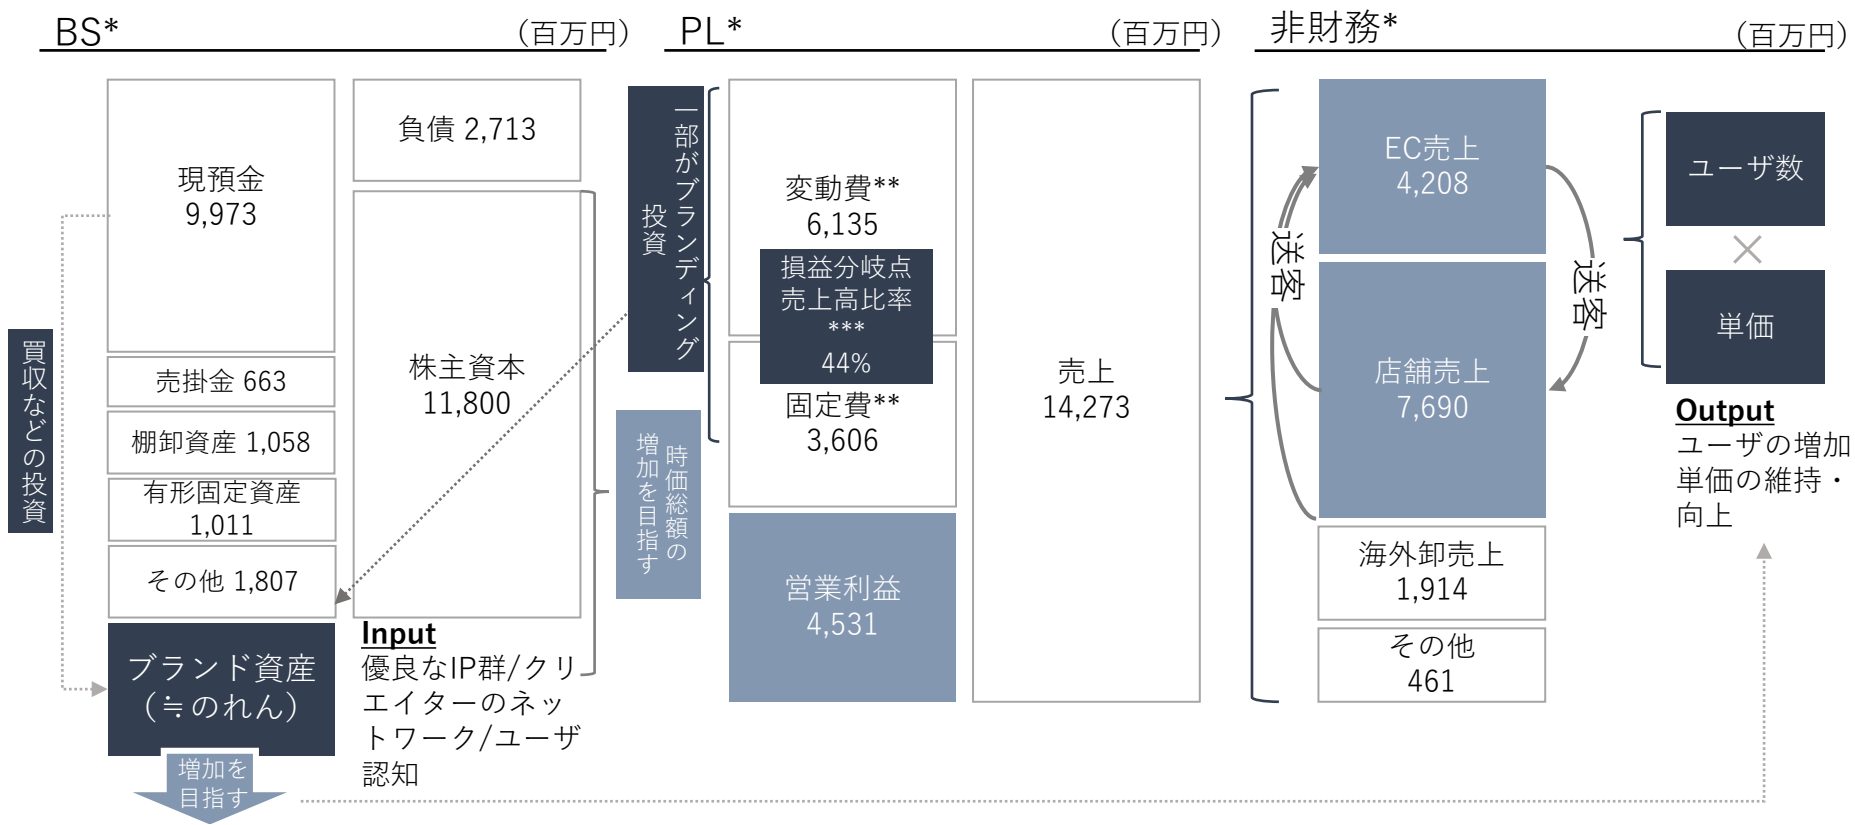 BS*
（百万円）
現預金
9,973
売掛金 663
棚卸資産 1,058
有形固定資産
1,011
その他 1,807
ブランド資産
（≒のれん）
増加を
目指す
買収などの投資
負債 2,713
株主資本
11,800
Input
優良なIP群/クリ
エイターのネッ
トワーク/ユーザ
認知
時価総額の
増加を目指す
PL*
（百万円）
一部がブランディング
投資
変動費**
6,135
損益分岐点
売上高比率
***
44%
固定費**
3,606
営業利益
4,531
売上
14,273
非財務*
（百万円）
EC売上
4,208
送客
送客
店舗売上
7,690
海外卸売上
1,914
その他
461
ユーザ数
×
単価
Output
ユーザの増加
単価の維持・
向上